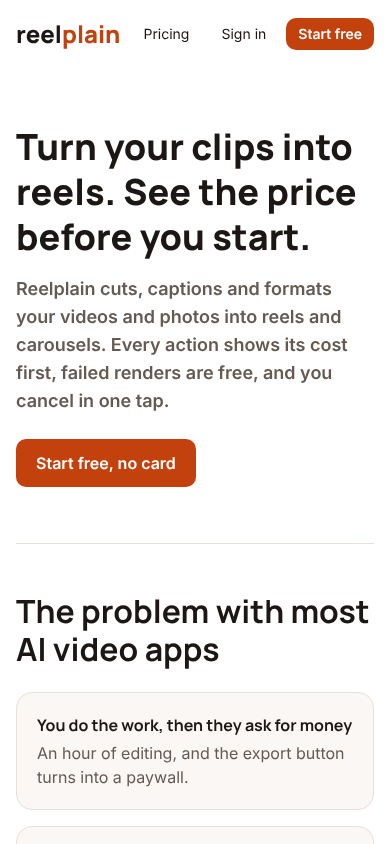 reelplain Pricing Sign in Start free
Turn your clips into
reels. See the price
before you start.
Reelplain cuts, captions and formats
your videos and photos into reels and
carousels. Every action shows its cost
first, failed renders are free, and you
cancel in one tap.
Start free, no card
The problem with most
AI video apps
You do the work, then they ask for money
An hour of editing, and the export button
turns into a paywall.